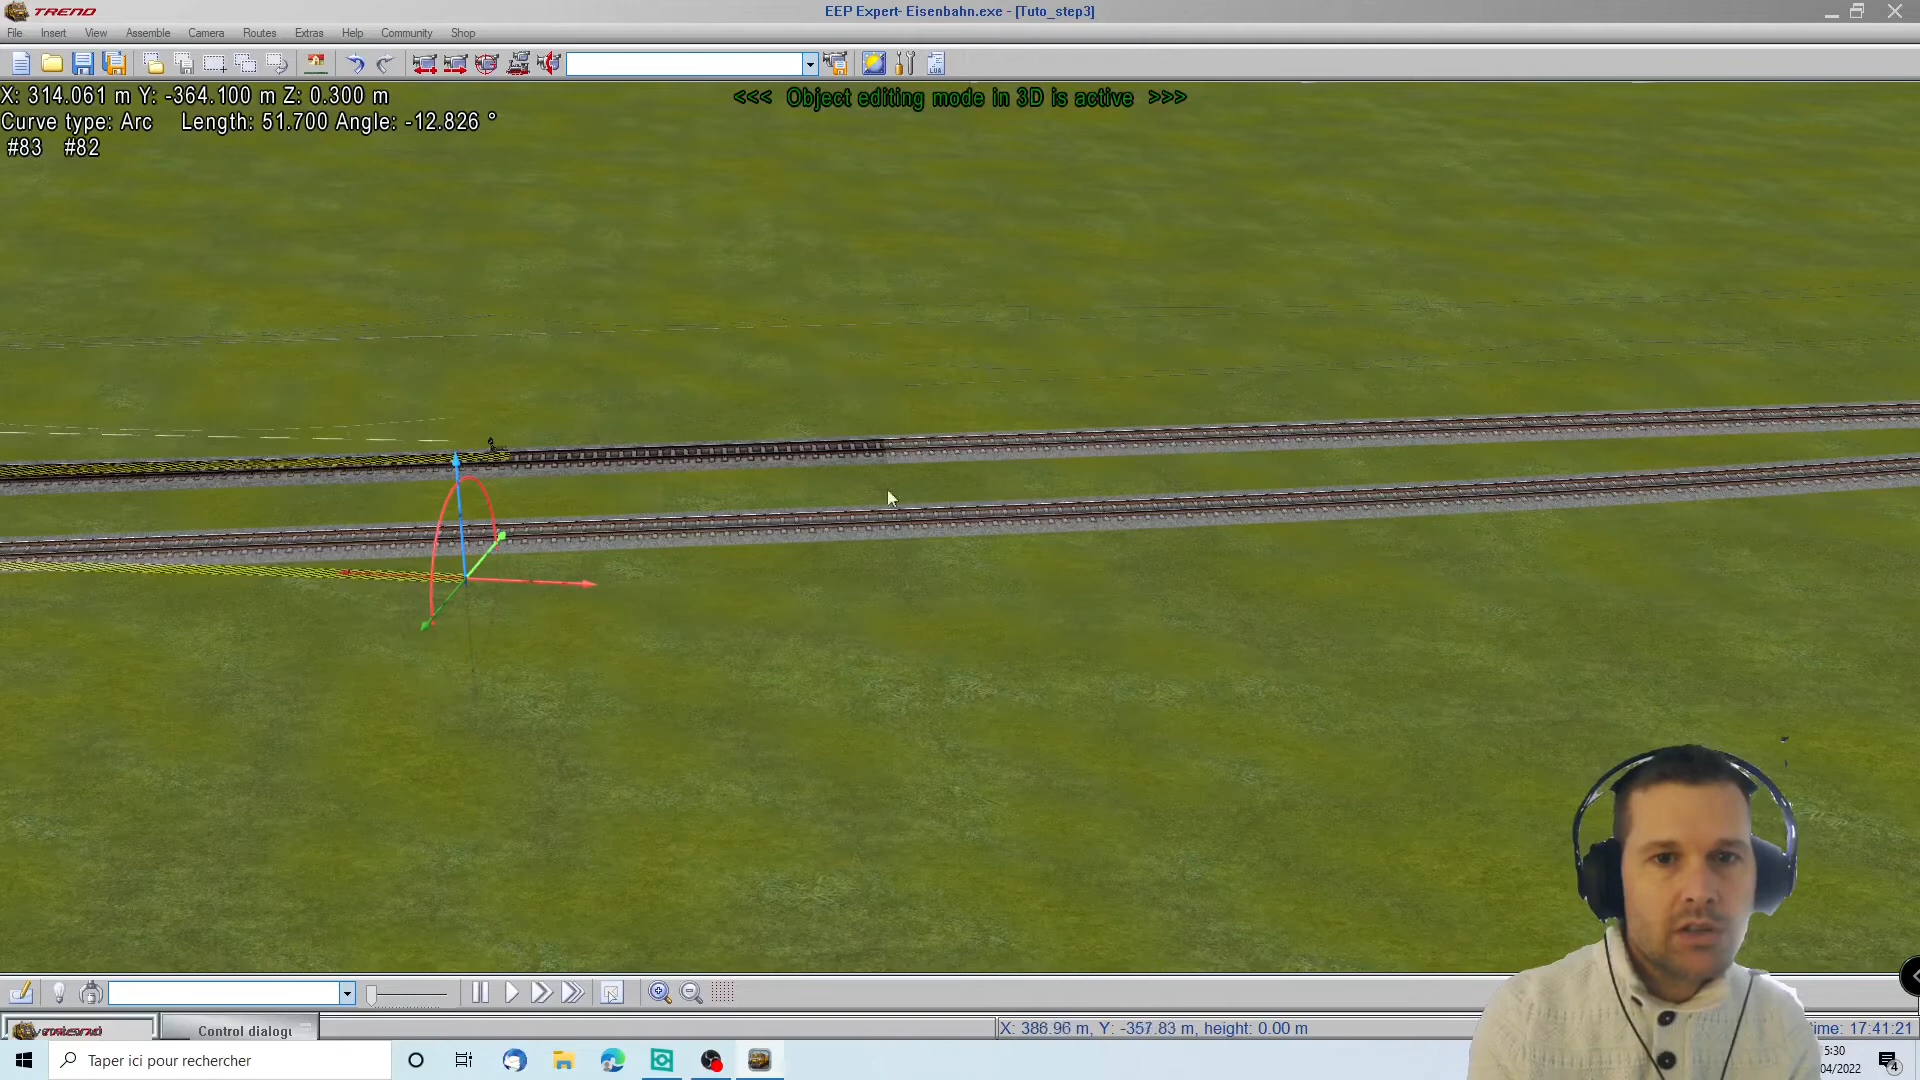 TREND
EEP Expert- Eisenbahn.exe - [Tuto_step3]
File Insert View Assemble Camera Routes Extras Help Community Shop
LUA
X: 314.061 m Y: -364.100 m Z: 0.300 m
<<< Object editing mode in 3D is active >>>
Curve type: Arc Length: 51.700 Angle: -12.826 °
#83 #82
Control dialogu
X: 386.96 m, Y: -357.83 m, height: 0.00 m
ime: 17:41:21
Taper ici pour rechercher
5:30
04/2022
4